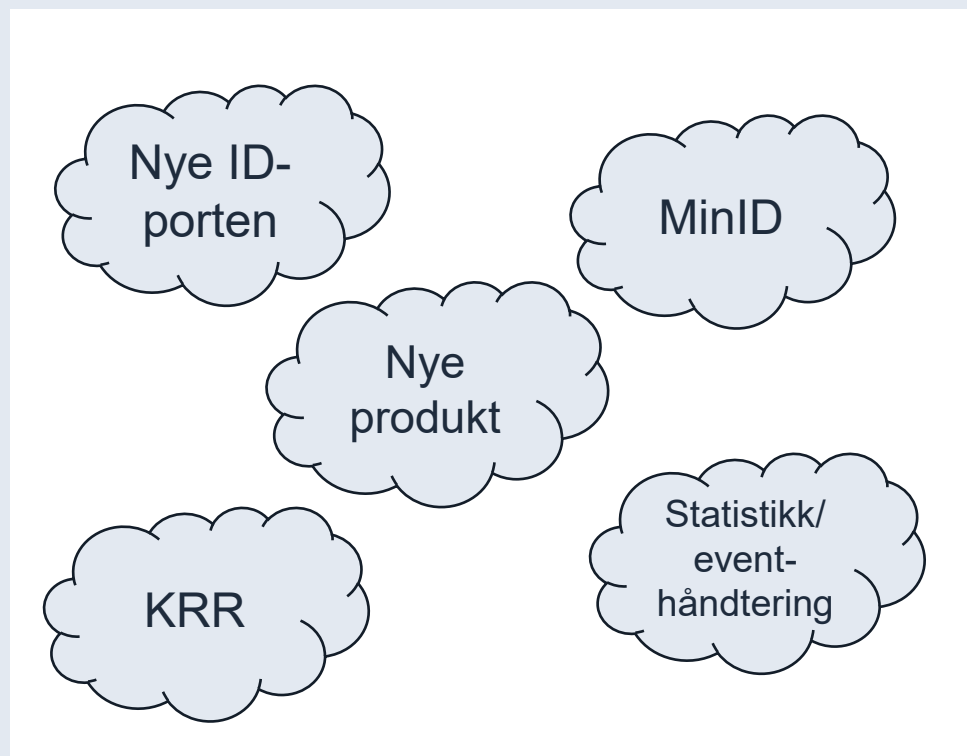 Nye ID-
porten
MinID
Nye
produkt
Statistikk/
event-
håndtering
KRR